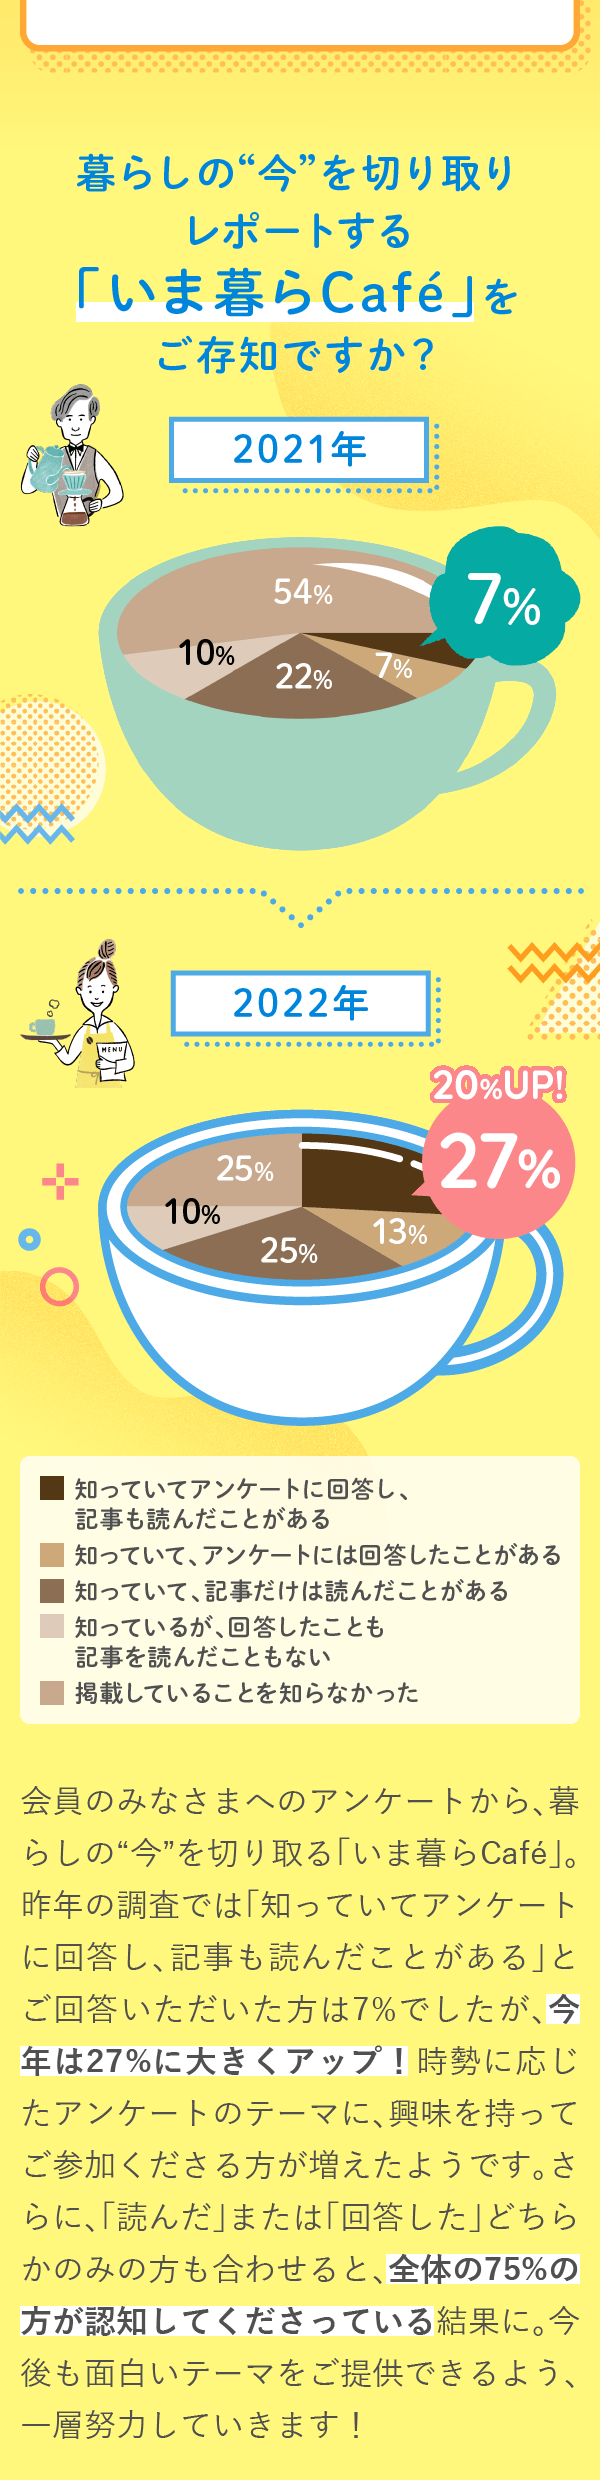 暮らしの“今”を切り取り
レポートする
「いま暮らCafé」を
ご存知ですか？
2021年
54%
7%
10%
22%
7%
2022年
MENU
20%UP!
27%
25%
10%
25%
13%
知っていてアンケートに回答し、
記事も読んだことがある
知っていて、アンケートには回答したことがある
知っていて、記事だけは読んだことがある
知っているが、回答したことも
記事を読んだこともない
掲載していることを知らなかった
会員のみなさまへのアンケートから、暮
らしの“今”を切り取る「いま暮らCafé」。
昨年の調査では「知っていてアンケート
に回答し、記事も読んだことがある」と
ご回答いただいた方は7%でしたが、今
年は27%に大きくアップ！時勢に応じ
たアンケートのテーマに、興味を持って
ご参加くださる方が増えたようです。さ
らに、「読んだ」または「回答した」どちら
かのみの方も合わせると、全体の75%の
方が認知してくださっている結果に。今
後も面白いテーマをご提供できるよう、
一層努力していきます！